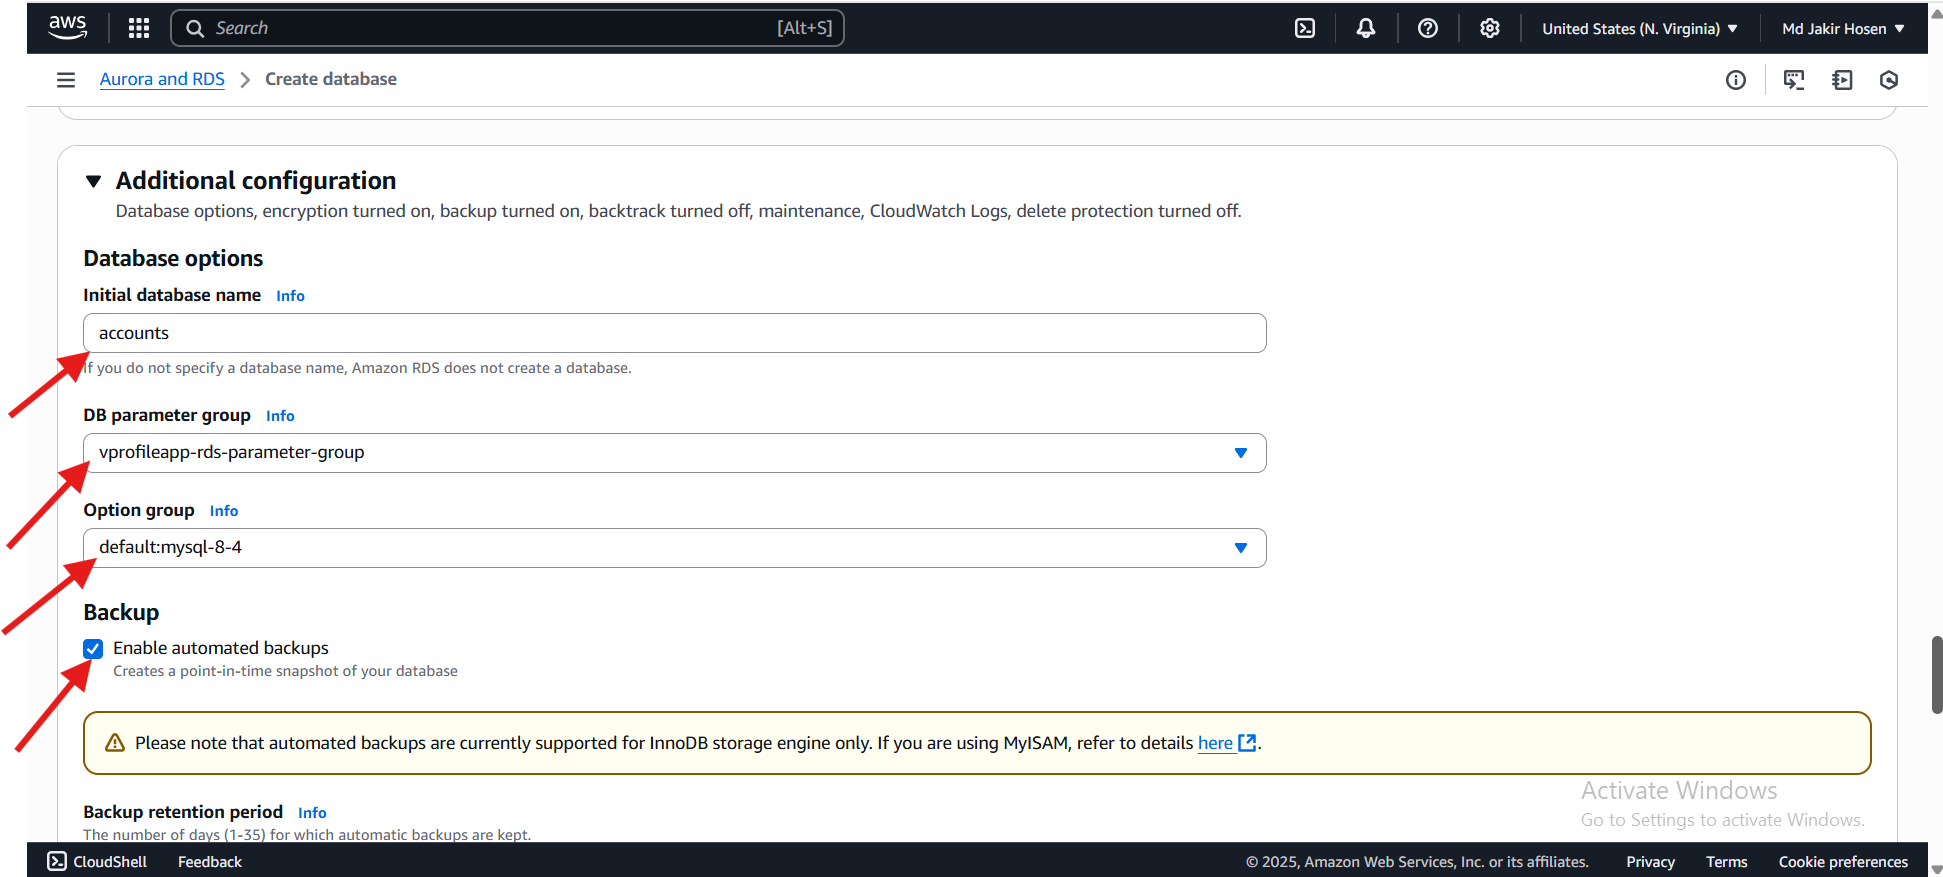 aws
Search [Alt+S]
United States (N. Virginia)
Md Jakir Hosen
Aurora and RDS
Create database
Additional configuration
Database options, encryption turned on, backup turned on, backtrack turned off, maintenance, CloudWatch Logs, delete protection turned off.
Database options
Initial database name Info
accounts
If you do not specify a database name, Amazon RDS does not create a database.
DB parameter group Info
vprofileapp-rds-parameter-group
Option group Info
default:mysql-8-4
Backup
Enable automated backups
Creates a point-in-time snapshot of your database
Please note that automated backups are currently supported for InnoDB storage engine only. If you are using MyISAM, refer to details here.
Backup retention period Info
The number of days (1-35) for which automatic backups are kept.
Activate Windows
Go to Settings to activate Windows.
CloudShell Feedback
© 2025, Amazon Web Services, Inc. or its affiliates. Privacy Terms Cookie preferences